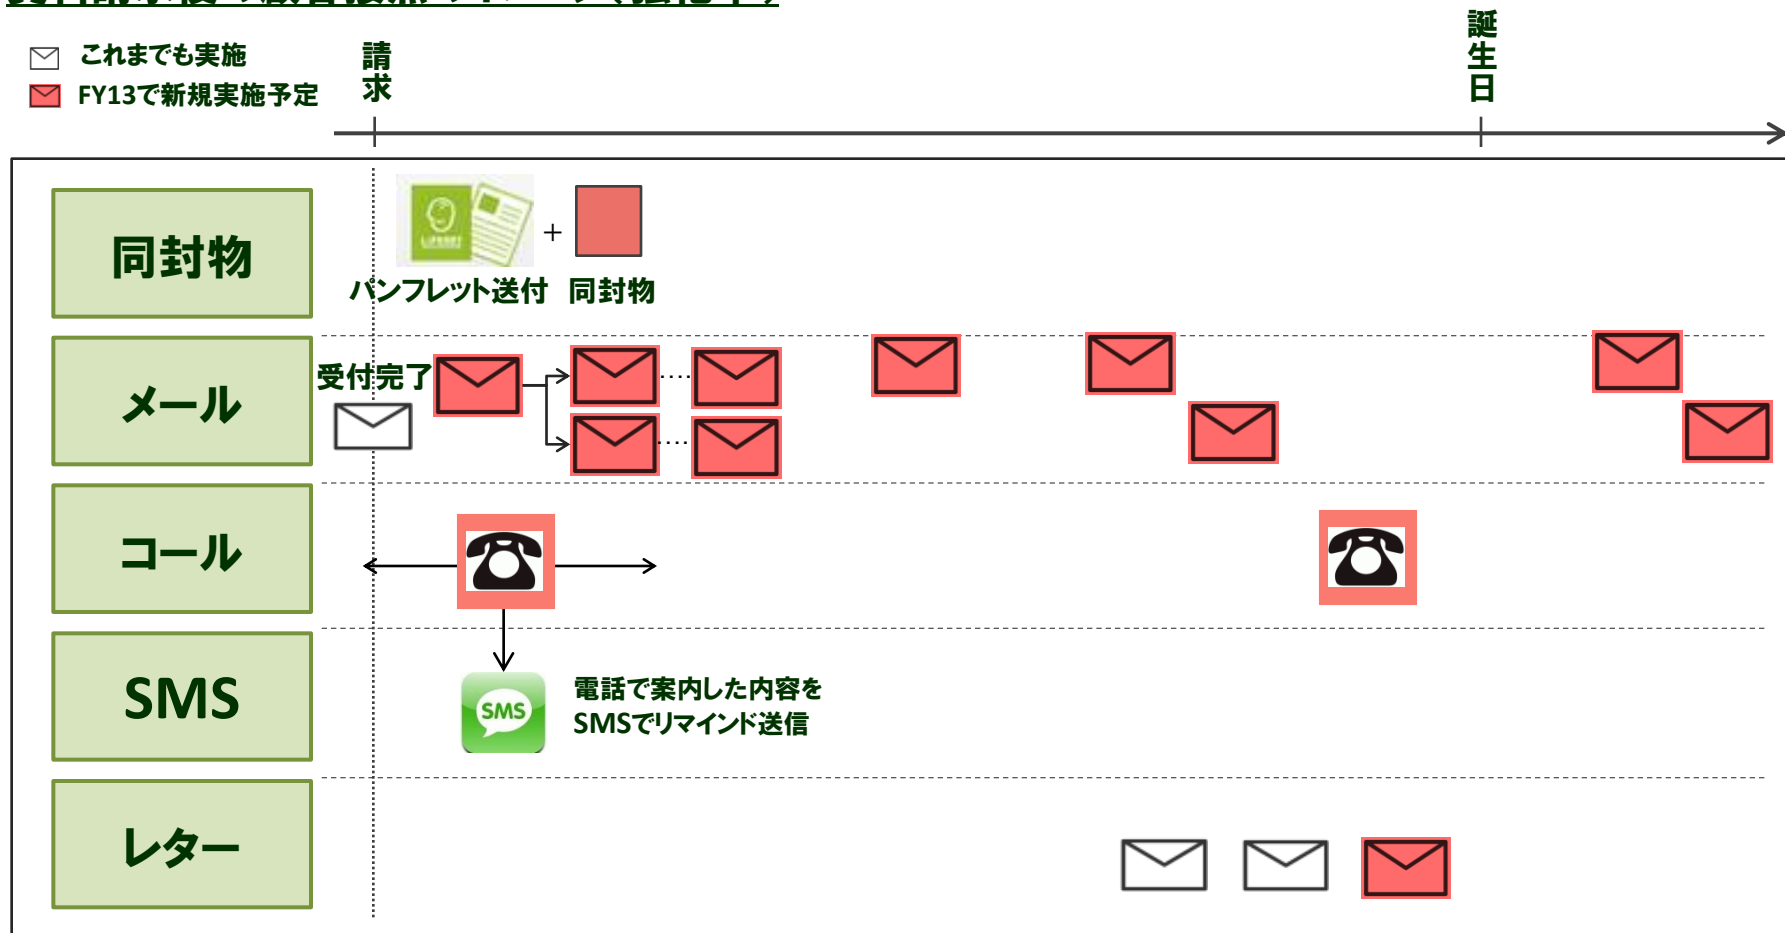 これまでも実施
FY13で新規実施予定
請求
誕生日
同封物
+
パンフレット送付
同封物
メール
受付完了
コール
SMS
SMS
電話で案内した内容を
SMSでリマインド送信
レター